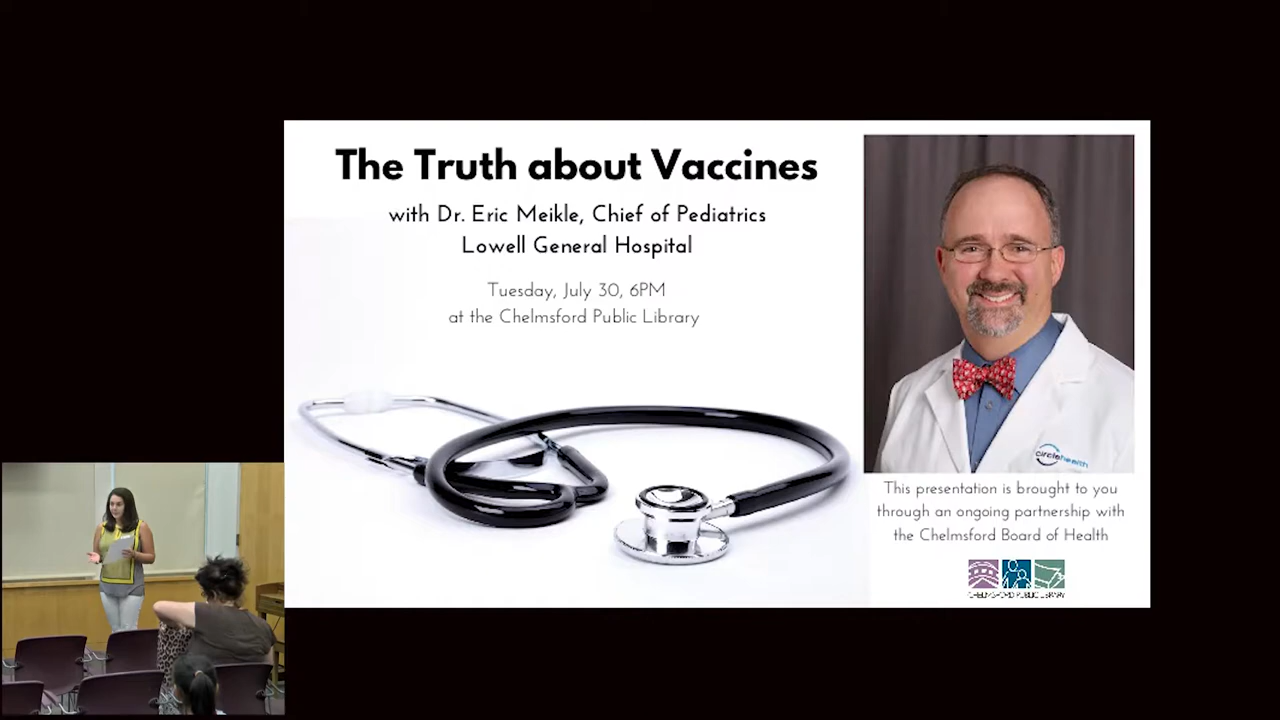 The Truth about Vaccines
with Dr. Eric Meikle, Chief of Pediatrics
Lowell General Hospital
Tuesday, July 30, 6PM
at the Chelmsford Public Library
circlehealth
This presentation is brought to you
through an ongoing partnership with
the Chelmsford Board of Health
CHELMSFORD PUBLIC LIBRARY